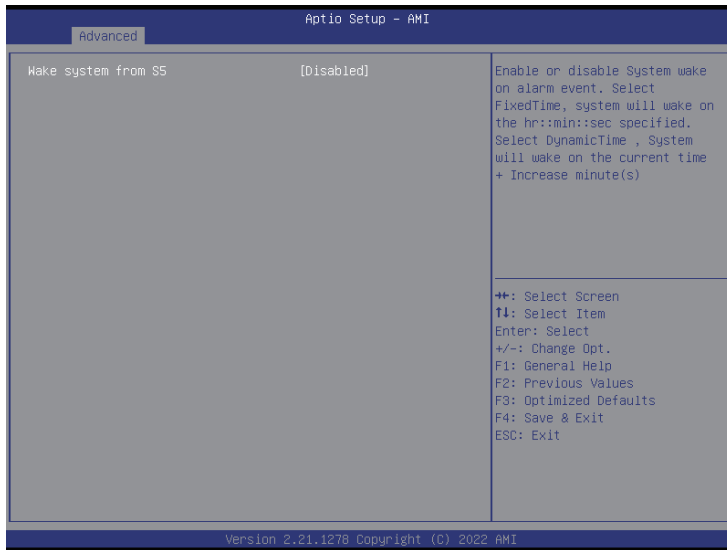 Aptio Setup – AMI
Advanced
Wake system from S5 [Disabled]
Enable or disable System wake
on alarm event. Select
FixedTime, system will wake on
the hr::min::sec specified.
Select DynamicTime , System
will wake on the current time
+ Increase minute(s)
→←: Select Screen
↑↓: Select Item
Enter: Select
+/-: Change Opt.
F1: General Help
F2: Previous Values
F3: Optimized Defaults
F4: Save & Exit
ESC: Exit
Version 2.21.1278 Copyright (C) 2022 AMI